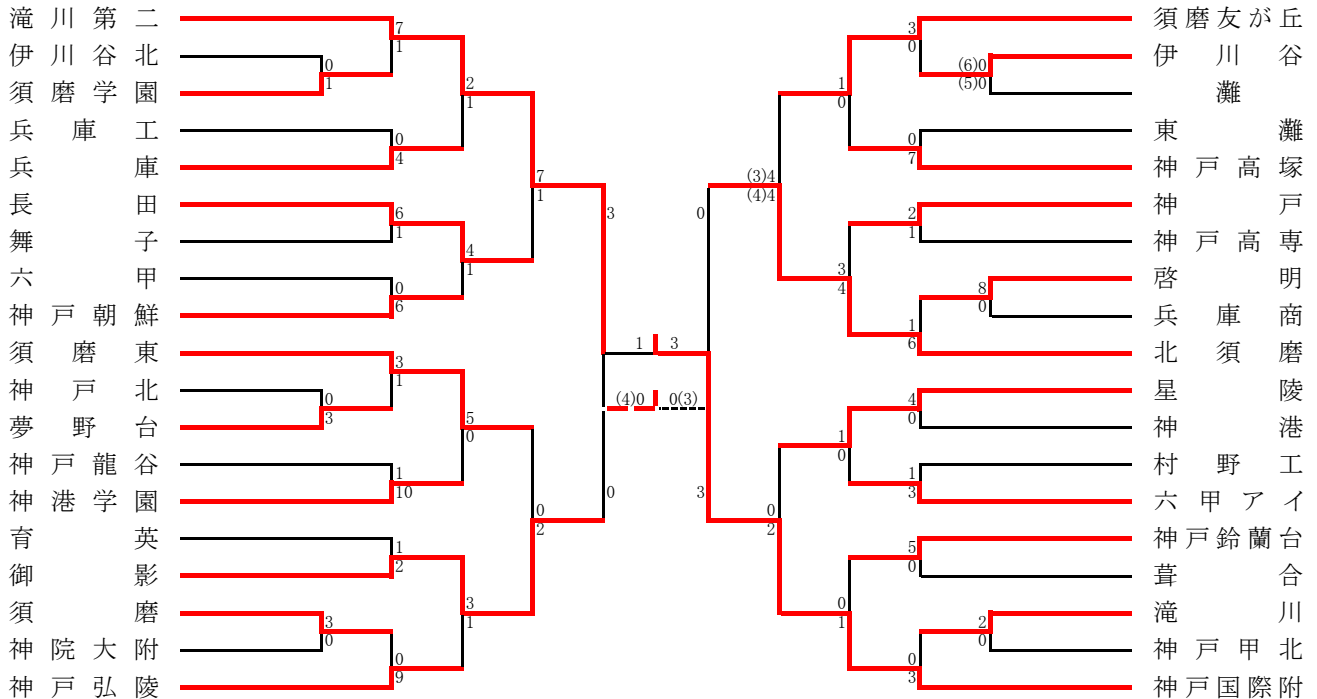 滝川第二
7
1
伊川谷北
0
1
須磨学園
2
1
兵庫工
0
4
兵庫
7
1
長田
6
1
舞子
4
1
六甲
0
6
神戸朝鮮
3
須磨東
3
1
神戸北
0
3
夢野台
5
0
神戸龍谷
1
10
神港学園
0
育英
1
2
御影
0
2
須磨
3
0
神院大附
3
1
神戸弘陵
0
9
1 3
(4)0 0(3)
須磨友が丘
3
0
伊川谷
(6)0
(5)0
灘
1
0
東灘
0
7
神戸高塚
(3)4
(4)4
神戸
2
1
神戸高専
0
啓明
8
0
兵庫商
3
4
北須磨
1
6
星陵
4
0
神港
1
0
村野工
1
3
六甲アイ
3
神戸鈴蘭台
5
0
葺合
0
2
滝川
2
0
神戸甲北
0
1
神戸国際附
0
3